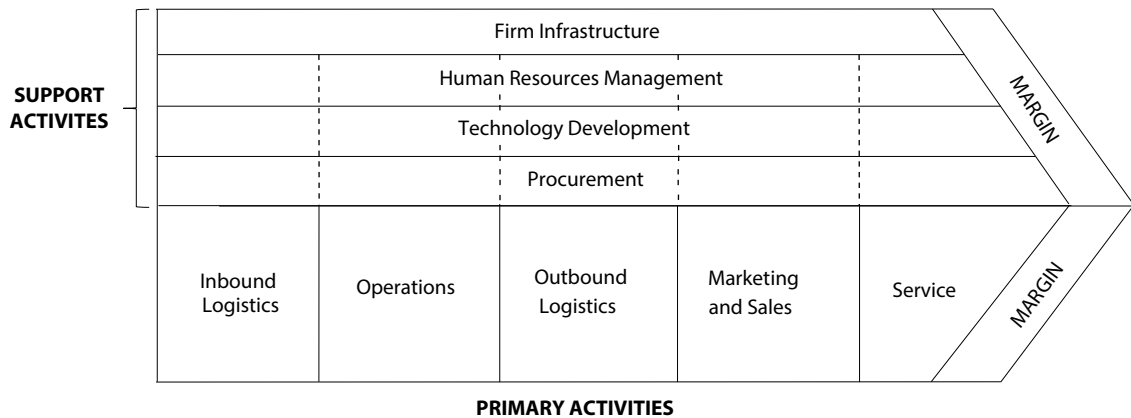 Firm Infrastructure
Human Resources Management
Technology Development
Procurement
SUPPORT
ACTIVITES
MARGIN
Inbound
Logistics
Operations
Outbound
Logistics
Marketing
and Sales
Service
MARGIN
PRIMARY ACTIVITIES